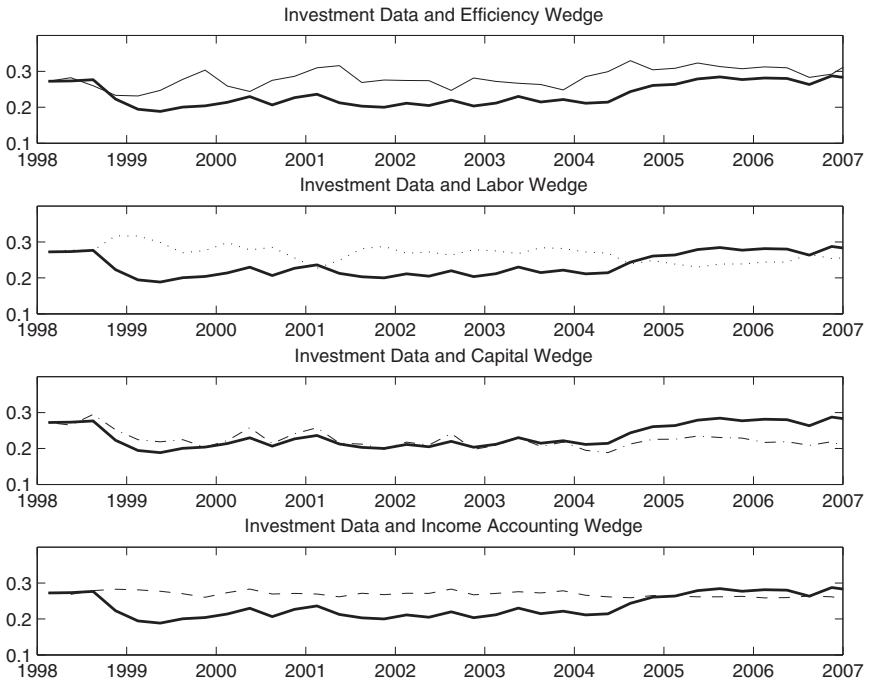 Investment Data and Efficiency Wedge
0.3
0.2
0.1
1998 1999 2000 2001 2002 2003 2004 2005 2006 2007
Investment Data and Labor Wedge
0.3
0.2
0.1
1998 1999 2000 2001 2002 2003 2004 2005 2006 2007
Investment Data and Capital Wedge
0.3
0.2
0.1
1998 1999 2000 2001 2002 2003 2004 2005 2006 2007
Investment Data and Income Accounting Wedge
0.3
0.2
0.1
1998 1999 2000 2001 2002 2003 2004 2005 2006 2007